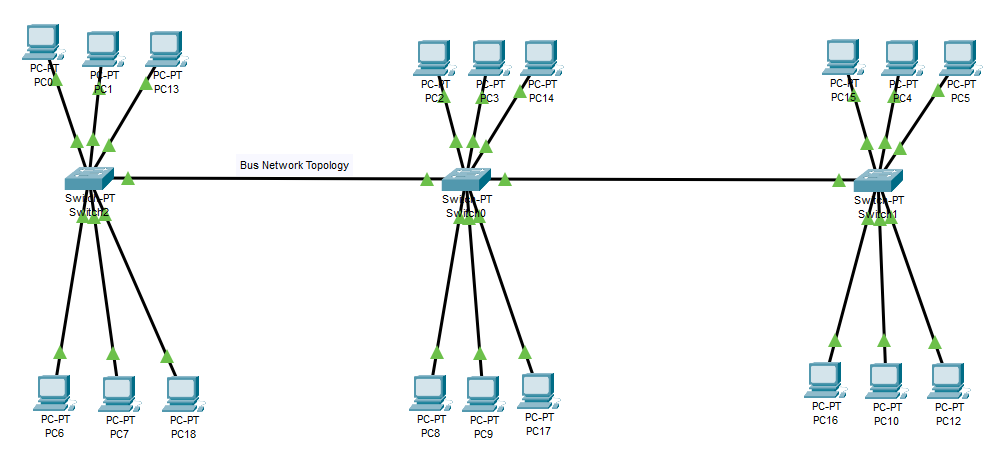 PC-PT
PC0
PC-PT
PC1
PC-PT
PC13
PC-PT
PC2
PC-PT
PC3
PC-PT
PC14
PC-PT
PC15
PC-PT
PC4
PC-PT
PC5
Bus Network Topology
Switch-PT
Switch2
Switch-PT
Switch0
Switch-PT
Switch1
PC-PT
PC6
PC-PT
PC7
PC-PT
PC18
PC-PT
PC8
PC-PT
PC9
PC-PT
PC17
PC-PT
PC16
PC-PT
PC10
PC-PT
PC12